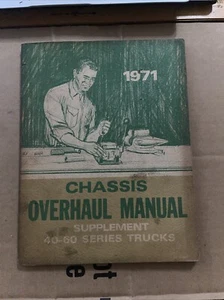 1971
CHASSIS
OVERHAUL MANUAL
SUPPLEMENT
40-60 SERIES TRUCKS